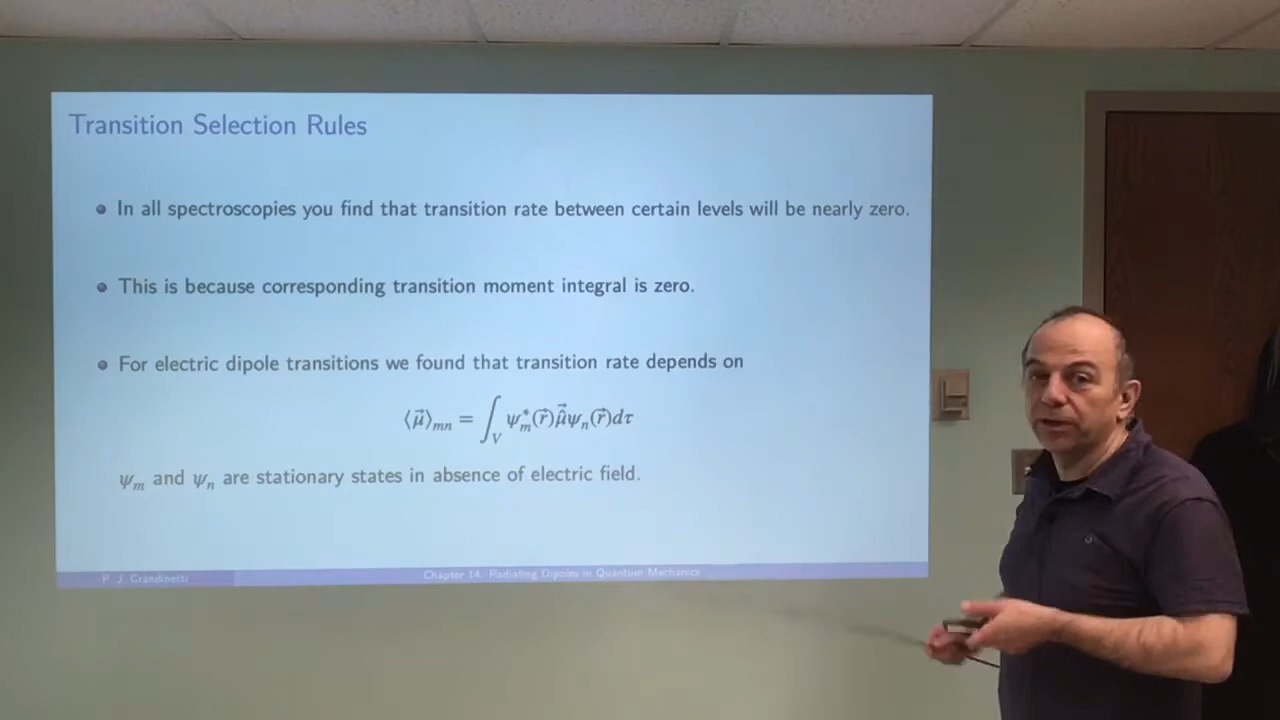 Transition Selection Rules
In all spectroscopies you find that transition rate between certain levels will be nearly zero.
This is because corresponding transition moment integral is zero.
For electric dipole transitions we found that transition rate depends on
⟨μ⃗⟩ₘₙ = ∫_V ψ*ₘ(r⃗)μ̂⃗ψₙ(r⃗)dτ
ψₘ and ψₙ are stationary states in absence of electric field.
P. J. Grandinetti Chapter 14: Radiating Dipoles in Quantum Mechanics